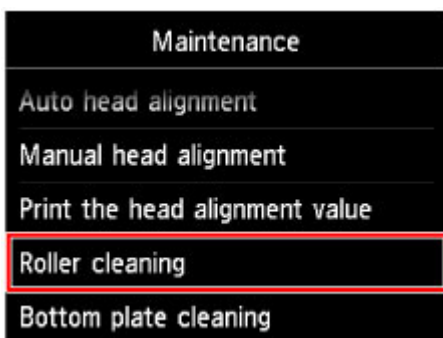 Maintenance
Auto head alignment
Manual head alignment
Print the head alignment value
Roller cleaning
Bottom plate cleaning